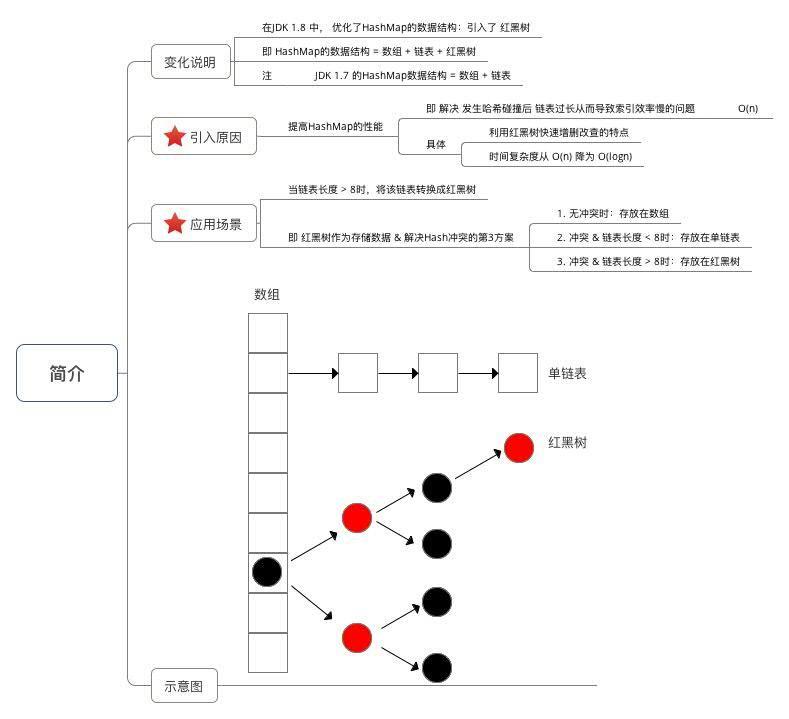 简介
变化说明
在JDK 1.8 中， 优化了HashMap的数据结构：引入了 红黑树
即 HashMap的数据结构 = 数组 + 链表 + 红黑树
注 JDK 1.7 的HashMap数据结构 = 数组 + 链表
引入原因
提高HashMap的性能
即 解决 发生哈希碰撞后 链表过长从而导致索引效率慢的问题 O(n)
具体
利用红黑树快速增删改查的特点
时间复杂度从 O(n) 降为 O(logn)
应用场景
当链表长度 > 8时，将该链表转换成红黑树
即 红黑树作为存储数据 & 解决Hash冲突的第3方案
1. 无冲突时：存放在数组
2. 冲突 & 链表长度 < 8时：存放在单链表
3. 冲突 & 链表长度 > 8时：存放在红黑树
数组
单链表
红黑树
示意图